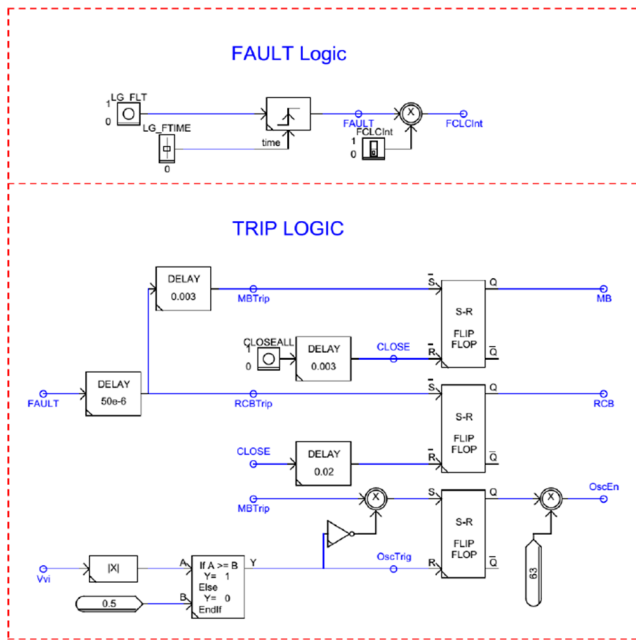 FAULT Logic
LG_FLT
1
0
LG_FTIME
0
time
FAULT
FCLCInt
1
0
X
FCLCInt
TRIP LOGIC
DELAY
0.003
MBTrip
S
Q
MB
S-R
FLIP
FLOP
CLOSEALL
1
0
DELAY
0.003
CLOSE
R
Q
FAULT
DELAY
50e-6
RCBTrip
S
Q
RCB
S-R
FLIP
FLOP
CLOSE
DELAY
0.02
R
Q
MBTrip
X
S
Q
X
OscEn
S-R
FLIP
FLOP
Vvi
|X|
A
If A >= B
Y= 1
Else
Y= 0
EndIf
Y
OscTrig
R
Q
0.5
B
63